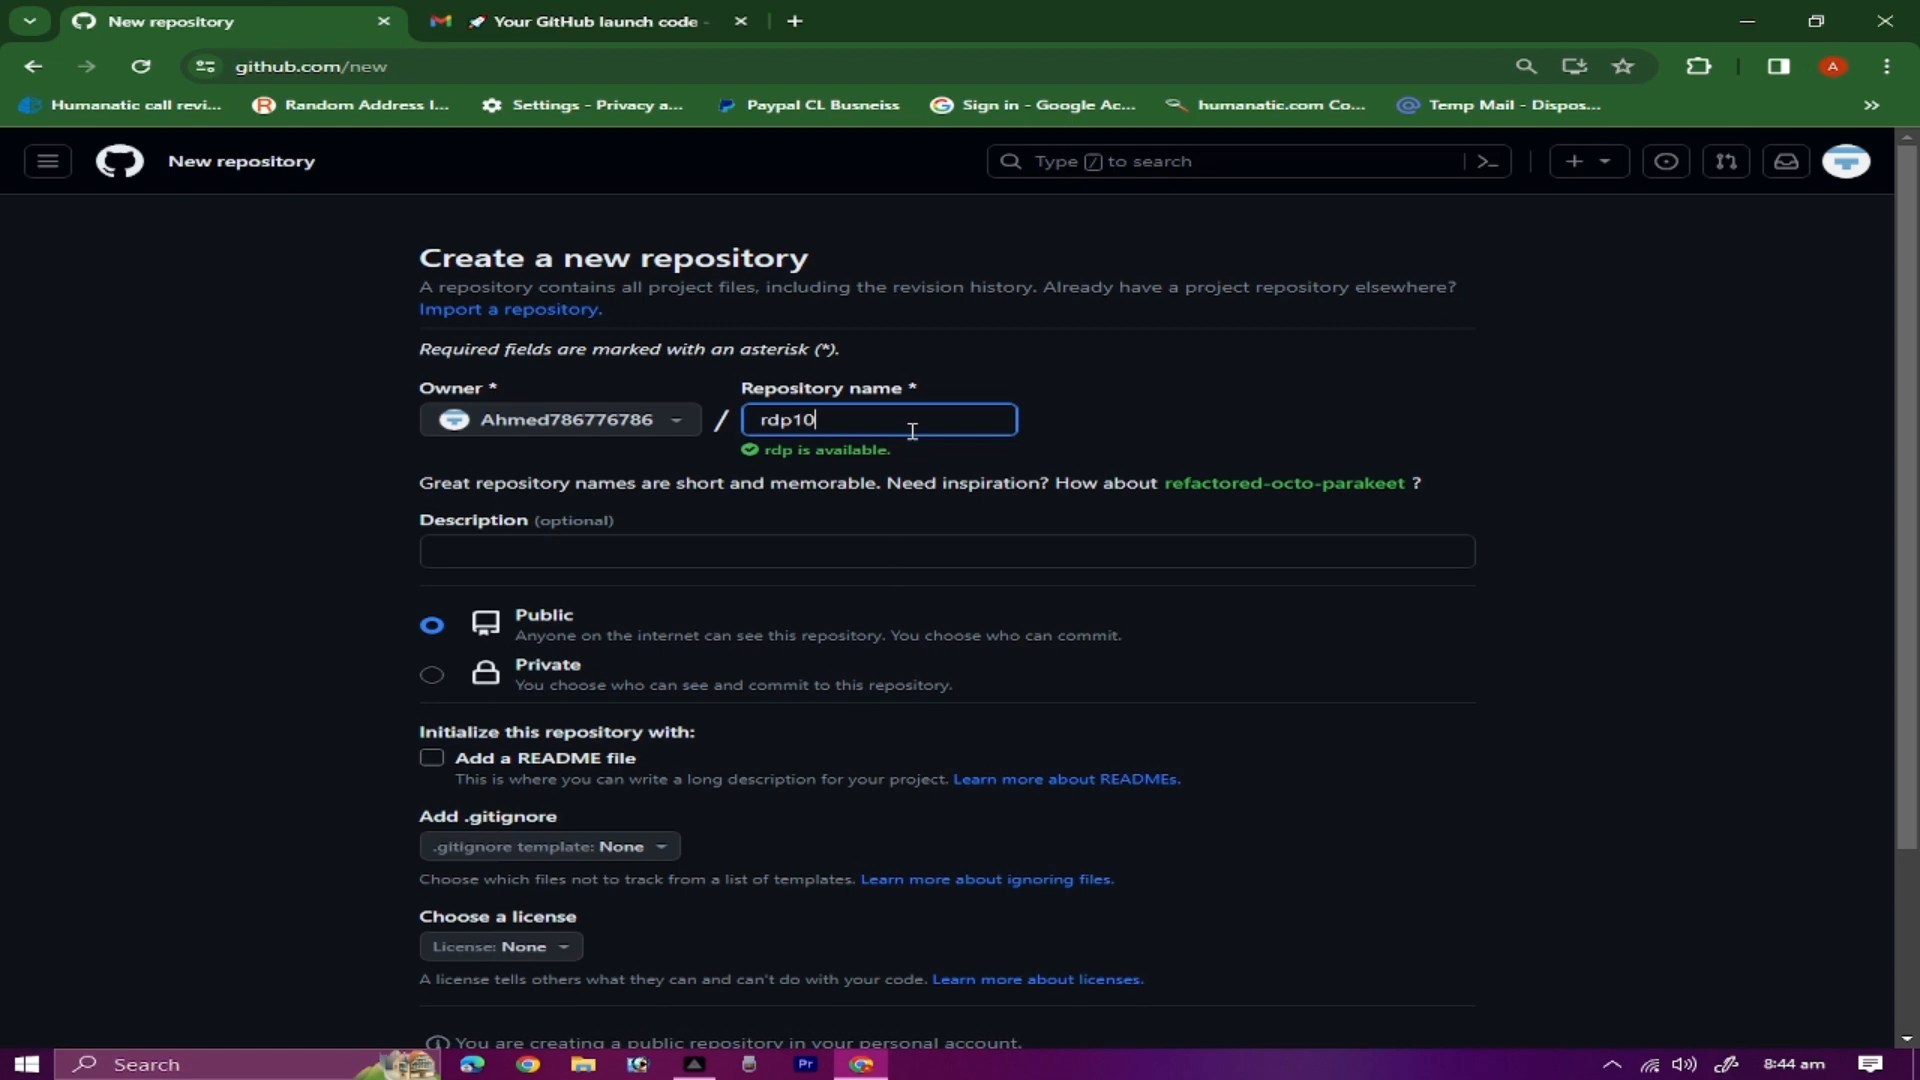 New repository
🚀 Your GitHub launch code -
github.com/new
A
Humanatic call revi...
Random Address I...
Settings - Privacy a...
Paypal CL Busneiss
Sign in - Google Ac...
humanatic.com Co...
Temp Mail - Dispos...
New repository
Type / to search
Create a new repository
A repository contains all project files, including the revision history. Already have a project repository elsewhere?
Import a repository.
Required fields are marked with an asterisk (*).
Owner *
Repository name *
Ahmed786776786
/
rdp10
rdp is available.
Great repository names are short and memorable. Need inspiration? How about refactored-octo-parakeet ?
Description (optional)
Public
Anyone on the internet can see this repository. You choose who can commit.
Private
You choose who can see and commit to this repository.
Initialize this repository with:
Add a README file
This is where you can write a long description for your project. Learn more about READMEs.
Add .gitignore
.gitignore template: None
Choose which files not to track from a list of templates. Learn more about ignoring files.
Choose a license
License: None
A license tells others what they can and can't do with your code. Learn more about licenses.
You are creating a public repository in your personal account.
Search
Pr
8:44 am